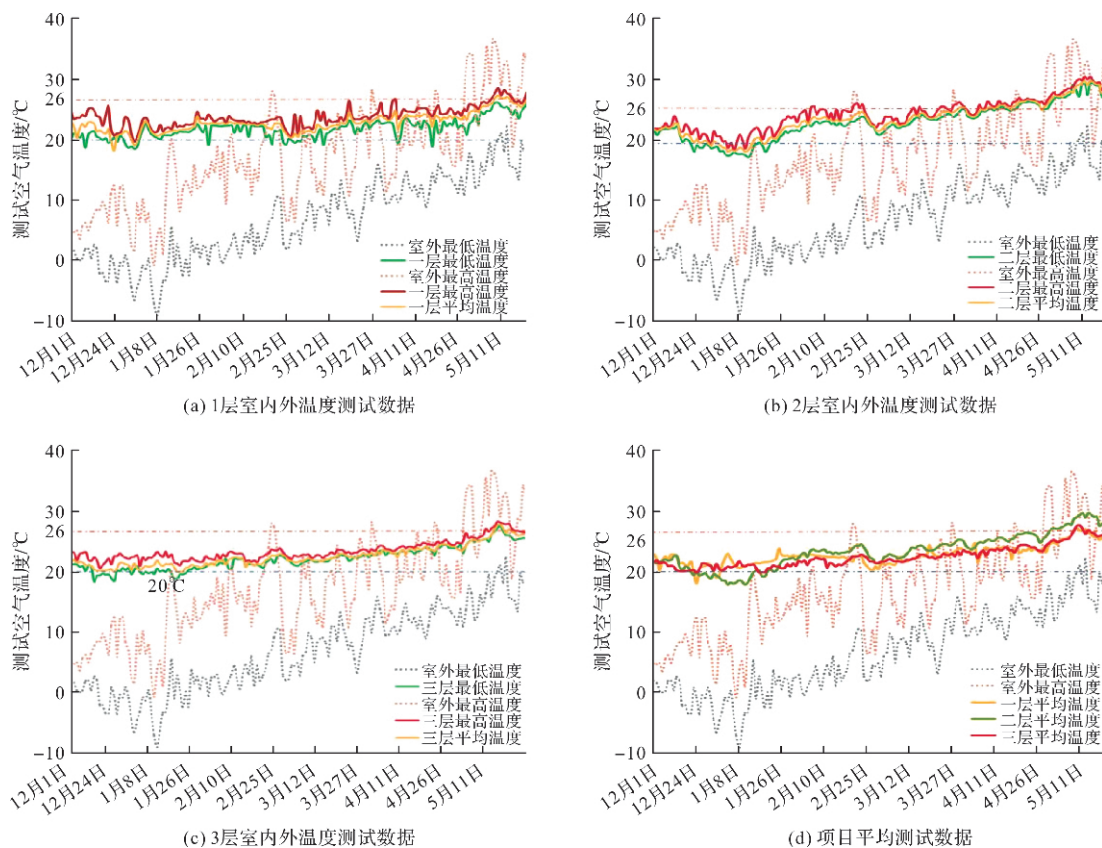 40
30
26
20
10
0
−10
测试空气温度/℃
室外最低温度
一层最低温度
室外最高温度
一层最高温度
一层平均温度
12月1日
12月24日
1月8日
1月26日
2月10日
2月25日
3月12日
3月27日
4月11日
4月26日
5月11日
(a) 1层室内外温度测试数据
40
30
26
20
10
0
−10
测试空气温度/℃
室外最低温度
二层最低温度
室外最高温度
二层最高温度
二层平均温度
12月1日
12月24日
1月8日
1月26日
2月10日
2月25日
3月12日
3月27日
4月11日
4月26日
5月11日
(b) 2层室内外温度测试数据
40
30
26
20
10
0
−10
测试空气温度/℃
20℃
室外最低温度
三层最低温度
室外最高温度
三层最高温度
三层平均温度
12月1日
12月24日
1月8日
1月26日
2月10日
2月25日
3月12日
3月27日
4月11日
4月26日
5月11日
(c) 3层室内外温度测试数据
40
30
26
20
10
0
−10
测试空气温度/℃
室外最低温度
室外最高温度
一层平均温度
二层平均温度
三层平均温度
12月1日
12月24日
1月8日
1月26日
2月10日
2月25日
3月12日
3月27日
4月11日
4月26日
5月11日
(d) 项日平均测试数据